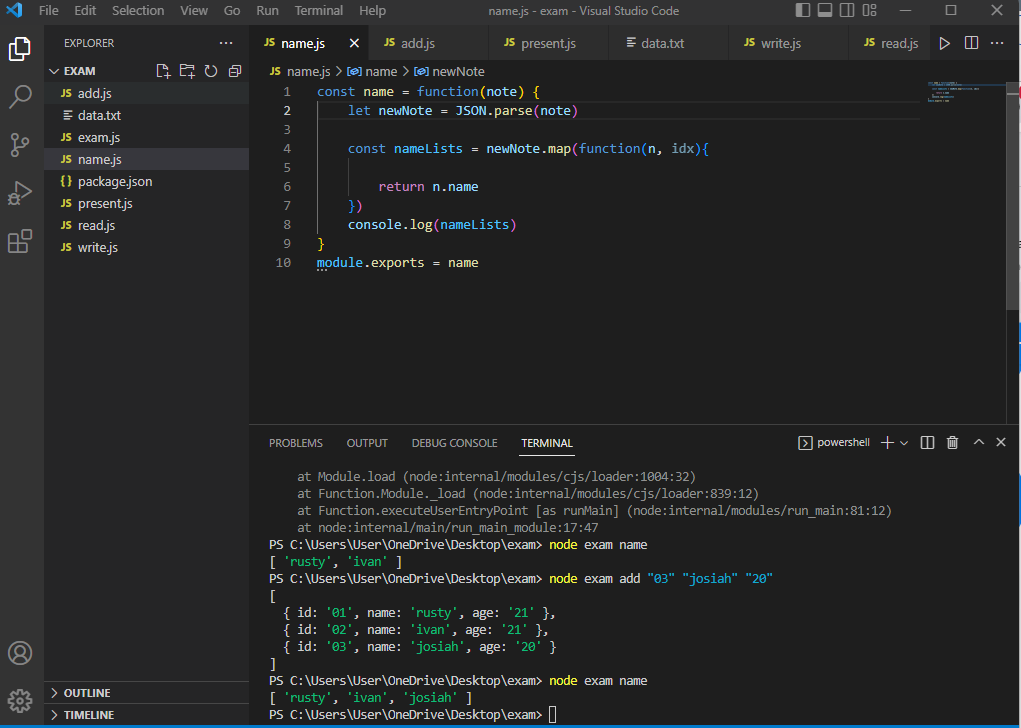 File Edit Selection View Go Run Terminal Help name.js - exam - Visual Studio Code
EXPLORER
EXAM
JS add.js
data.txt
JS exam.js
JS name.js
{} package.json
JS present.js
JS read.js
JS write.js
OUTLINE
TIMELINE
JS name.js JS add.js JS present.js data.txt JS write.js JS read.js
JS name.js > name > newNote
1 const name = function(note) {
2 let newNote = JSON.parse(note)
3
4 const nameLists = newNote.map(function(n, idx){
5
6 return n.name
7 })
8 console.log(nameLists)
9 }
10 module.exports = name
PROBLEMS OUTPUT DEBUG CONSOLE TERMINAL powershell
at Module.load (node:internal/modules/cjs/loader:1004:32)
at Function.Module._load (node:internal/modules/cjs/loader:839:12)
at Function.executeUserEntryPoint [as runMain] (node:internal/modules/run_main:81:12)
at node:internal/main/run_main_module:17:47
PS C:\Users\User\OneDrive\Desktop\exam> node exam name
[ 'rusty', 'ivan' ]
PS C:\Users\User\OneDrive\Desktop\exam> node exam add "03" "josiah" "20"
[
{ id: '01', name: 'rusty', age: '21' },
{ id: '02', name: 'ivan', age: '21' },
{ id: '03', name: 'josiah', age: '20' }
]
PS C:\Users\User\OneDrive\Desktop\exam> node exam name
[ 'rusty', 'ivan', 'josiah' ]
PS C:\Users\User\OneDrive\Desktop\exam>